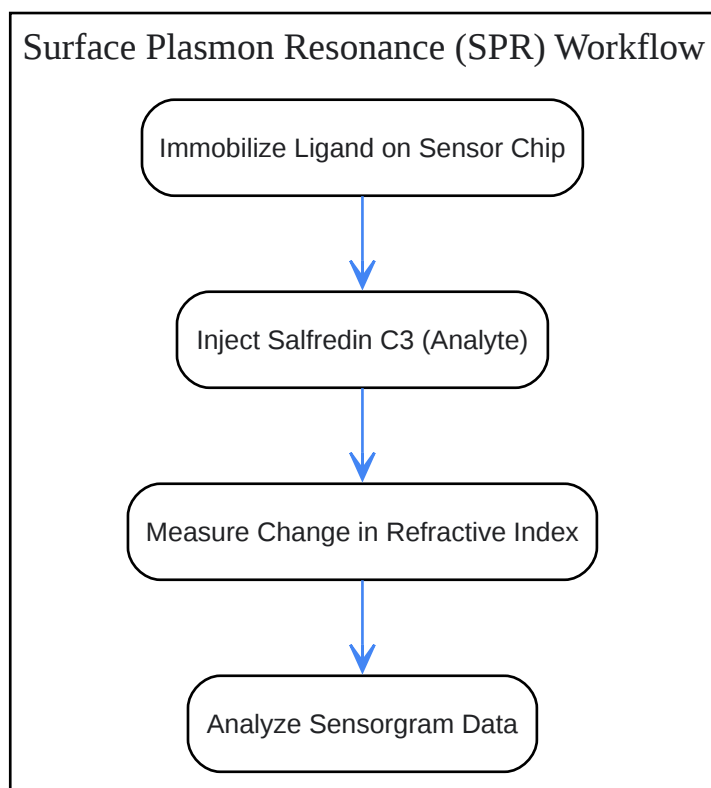 Surface Plasmon Resonance (SPR) Workflow
Immobilize Ligand on Sensor Chip
Inject Salfredin C3 (Analyte)
Measure Change in Refractive Index
Analyze Sensorgram Data